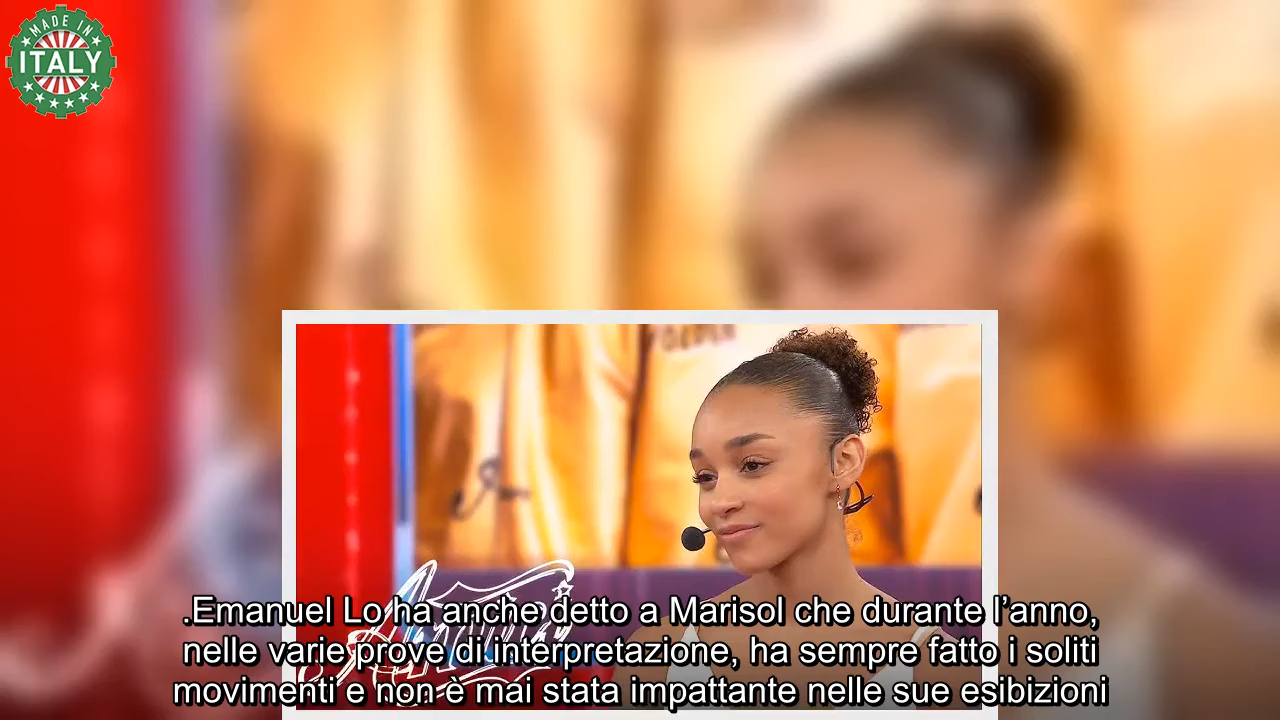 MADE IN
ITALY
.Emanuel Lo ha anche detto a Marisol che durante l’anno,
nelle varie prove di interpretazione, ha sempre fatto i soliti
movimenti e non è mai stata impattante nelle sue esibizioni